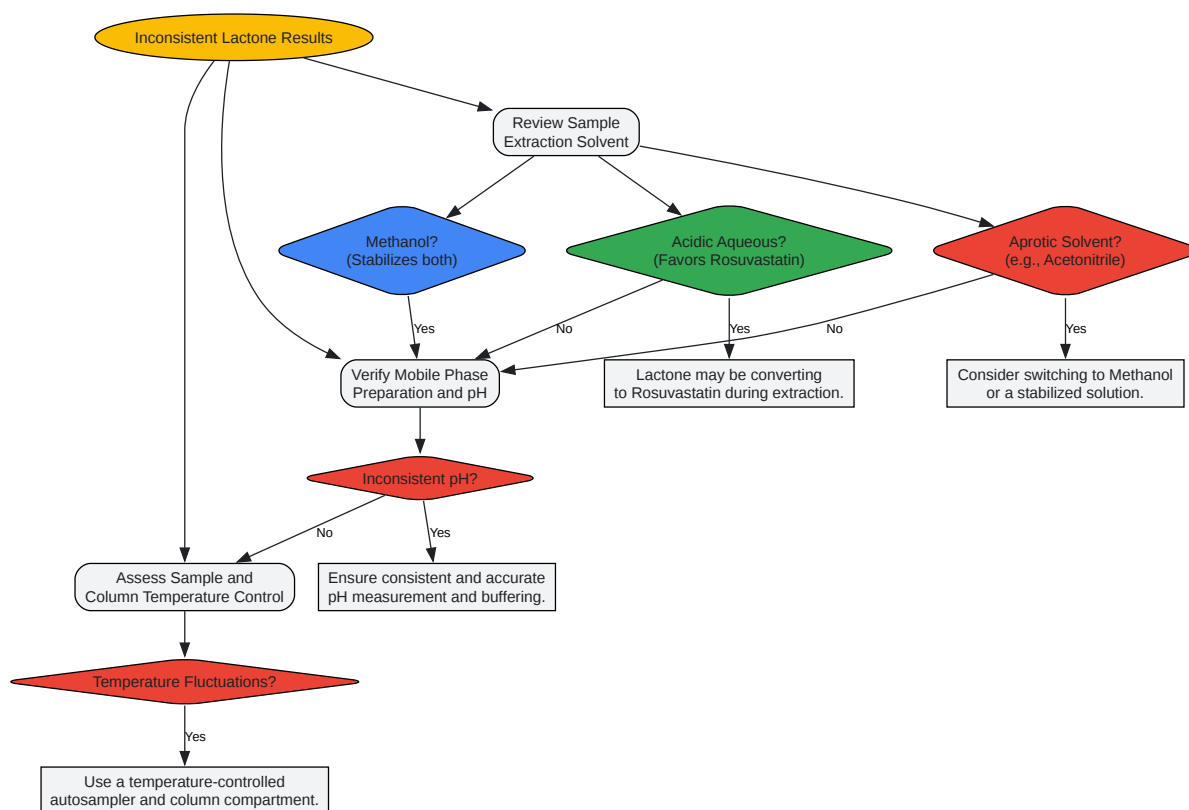 Inconsistent Lactone Results
Review Sample
Extraction Solvent
Methanol?
(Stabilizes both)
Acidic Aqueous?
(Favors Rosuvastatin)
Aprotic Solvent?
(e.g., Acetonitrile)
Yes
No
Yes
No
Yes
Verify Mobile Phase
Preparation and pH
Lactone may be converting
to Rosuvastatin during extraction.
Consider switching to Methanol
or a stabilized solution.
Inconsistent pH?
No
Yes
Assess Sample and
Column Temperature Control
Ensure consistent and accurate
pH measurement and buffering.
Temperature Fluctuations?
Yes
Use a temperature-controlled
autosampler and column compartment.